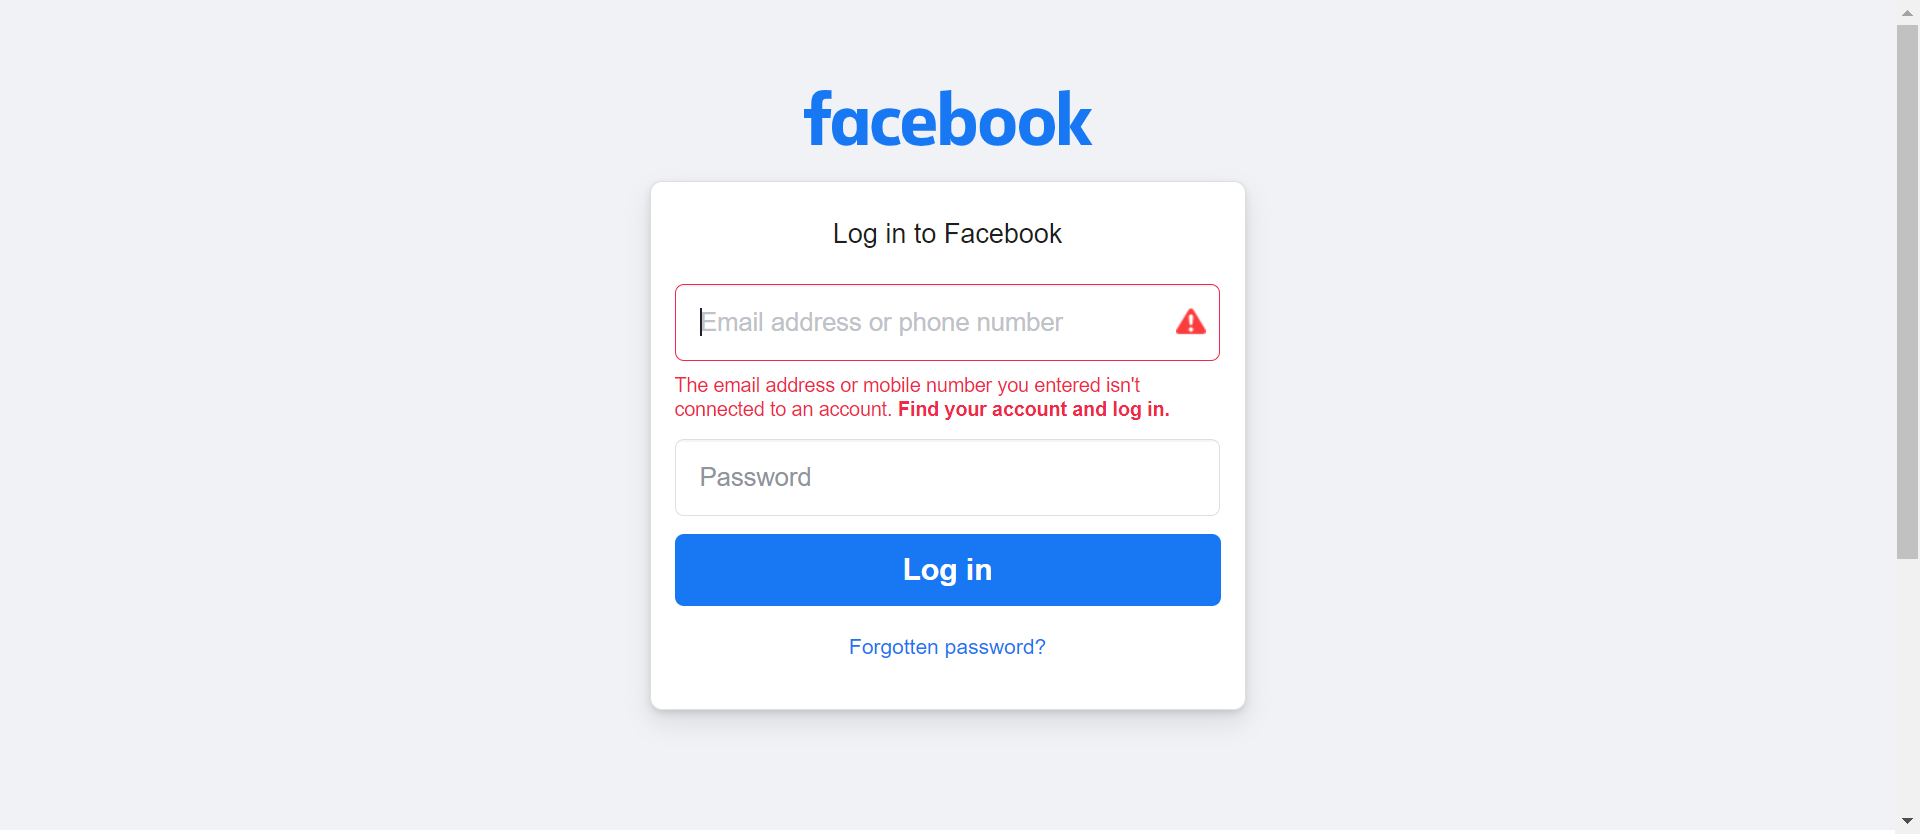 facebook
Log in to Facebook
Email address or phone number
The email address or mobile number you entered isn't
connected to an account. Find your account and log in.
Password
Log in
Forgotten password?